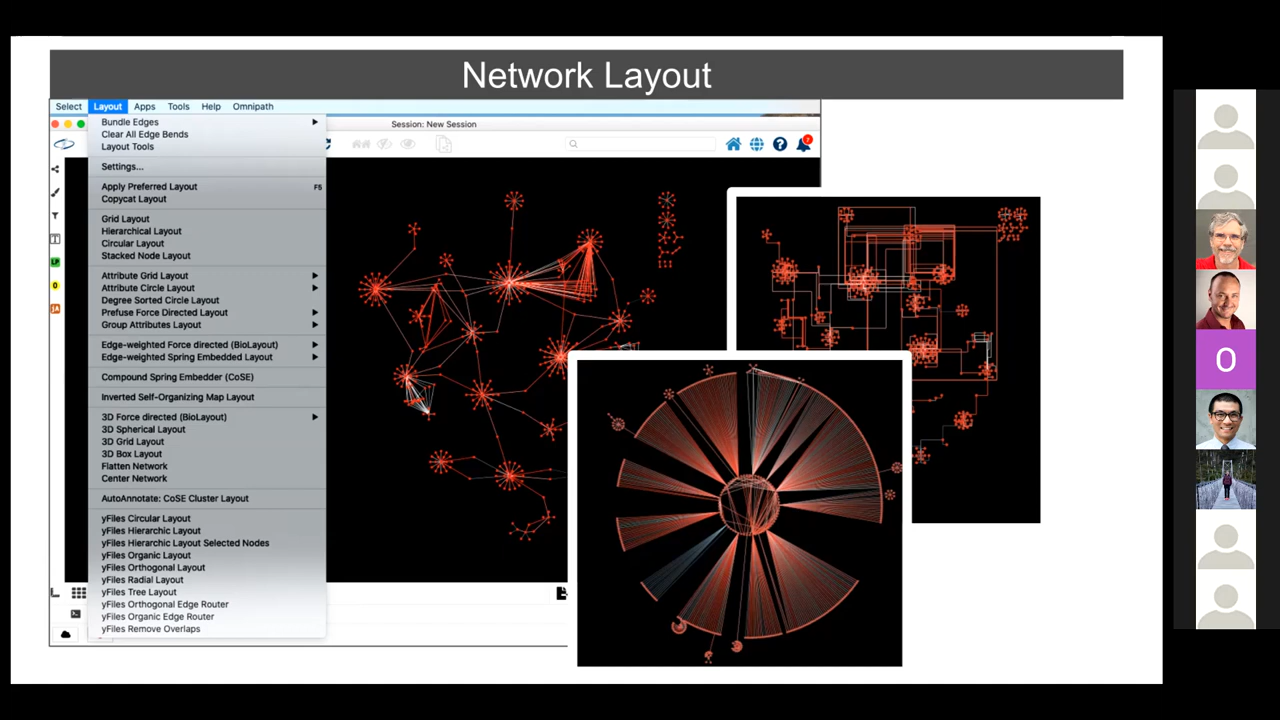 Network Layout
Select Layout Apps Tools Help Omnipath
Session: New Session
7
Bundle Edges
Clear All Edge Bends
Layout Tools
Settings...
Apply Preferred Layout F5
Copycat Layout
Grid Layout
Hierarchical Layout
Circular Layout
Stacked Node Layout
Attribute Grid Layout
Attribute Circle Layout
Degree Sorted Circle Layout
Prefuse Force Directed Layout
Group Attributes Layout
Edge-weighted Force directed (BioLayout)
Edge-weighted Spring Embedded Layout
Compound Spring Embedder (CoSE)
Inverted Self-Organizing Map Layout
3D Force directed (BioLayout)
3D Spherical Layout
3D Grid Layout
3D Box Layout
Flatten Network
Center Network
AutoAnnotate: CoSE Cluster Layout
yFiles Circular Layout
yFiles Hierarchic Layout
yFiles Hierarchic Layout Selected Nodes
yFiles Organic Layout
yFiles Orthogonal Layout
yFiles Radial Layout
yFiles Tree Layout
yFiles Orthogonal Edge Router
yFiles Organic Edge Router
yFiles Remove Overlaps
O